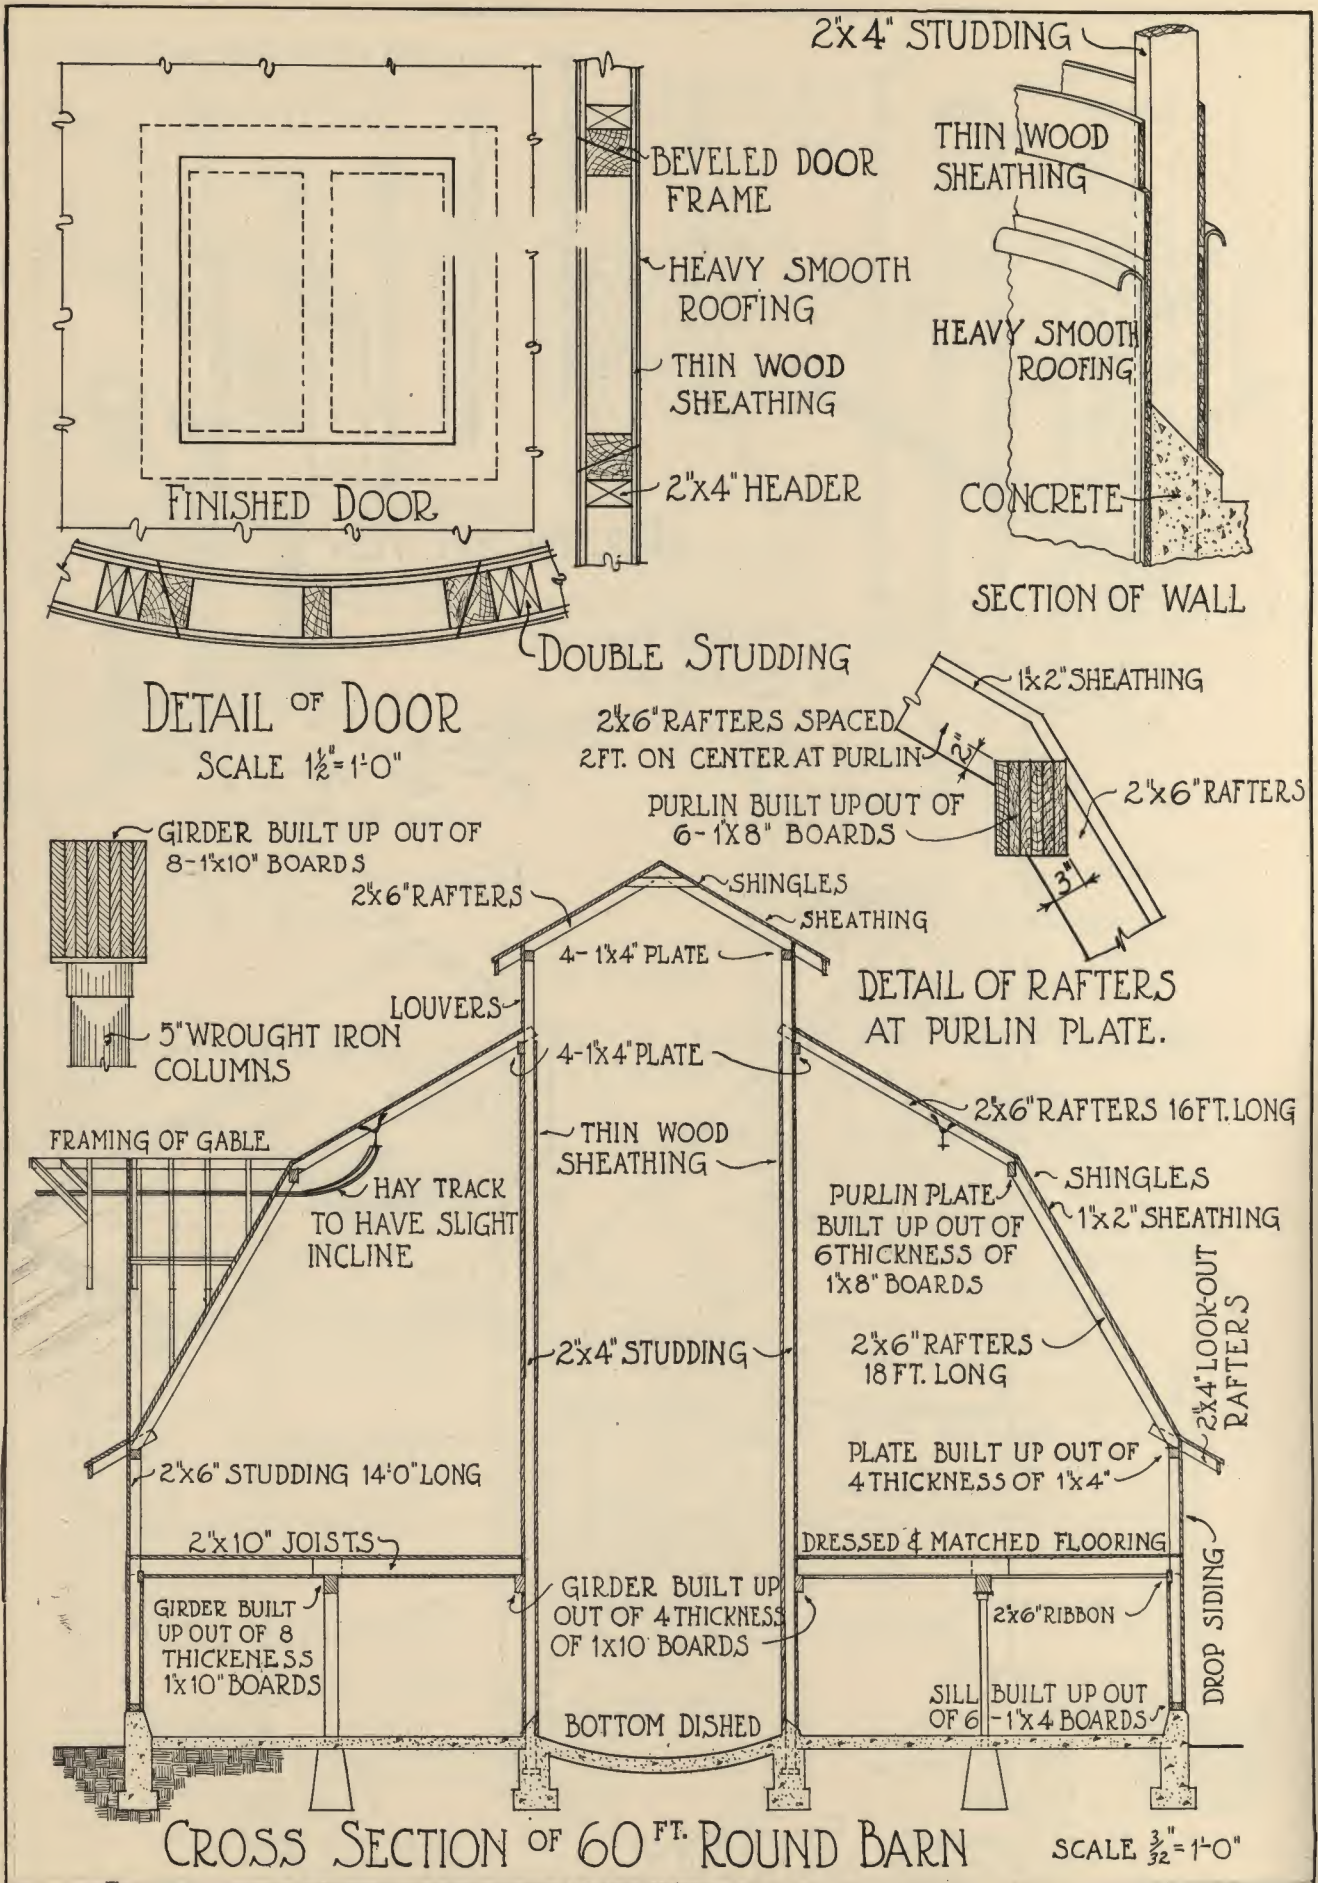 2"X4" STUDDING
THIN WOOD
SHEATHING
HEAVY SMOOTH
ROOFING
CONCRETE
SECTION OF WALL
BEVELED DOOR
FRAME
HEAVY SMOOTH
ROOFING
THIN WOOD
SHEATHING
2"X4" HEADER
FINISHED DOOR
DOUBLE STUDDING
DETAIL OF DOOR
SCALE 1½"=1'-0"
1"X2" SHEATHING
2"X6" RAFTERS SPACED
2FT. ON CENTER AT PURLIN
2"
2"X6" RAFTERS
PURLIN BUILT UP OUT OF
6-1"X8" BOARDS
3"
DETAIL OF RAFTERS
AT PURLIN PLATE.
GIRDER BUILT UP OUT OF
8-1"X10" BOARDS
5" WROUGHT IRON
COLUMNS
2"X6" RAFTERS
SHINGLES
SHEATHING
4-1"X4" PLATE
LOUVERS
4-1"X4" PLATE
2"X6" RAFTERS 16FT. LONG
FRAMING OF GABLE
THIN WOOD
SHEATHING
HAY TRACK
TO HAVE SLIGHT
INCLINE
PURLIN PLATE
BUILT UP OUT OF
6 THICKNESS OF
1"X8" BOARDS
SHINGLES
1"X2" SHEATHING
2"X4" LOOK-OUT
RAFTERS
2"X4" STUDDING
2"X6" RAFTERS
18 FT. LONG
2"X6" STUDDING 14'-0" LONG
PLATE BUILT UP OUT OF
4 THICKNESS OF 1"X4"
2"X10" JOISTS
DRESSED & MATCHED FLOORING
GIRDER BUILT
UP OUT OF 8
THICKENESS
1"X10" BOARDS
GIRDER BUILT UP
OUT OF 4 THICKNESS
OF 1X10 BOARDS
2"X6" RIBBON
DROP SIDING
SILL BUILT UP OUT
OF 6-1"X4 BOARDS
BOTTOM DISHED
CROSS SECTION OF 60 FT. ROUND BARN
SCALE 3/32"=1'-0"